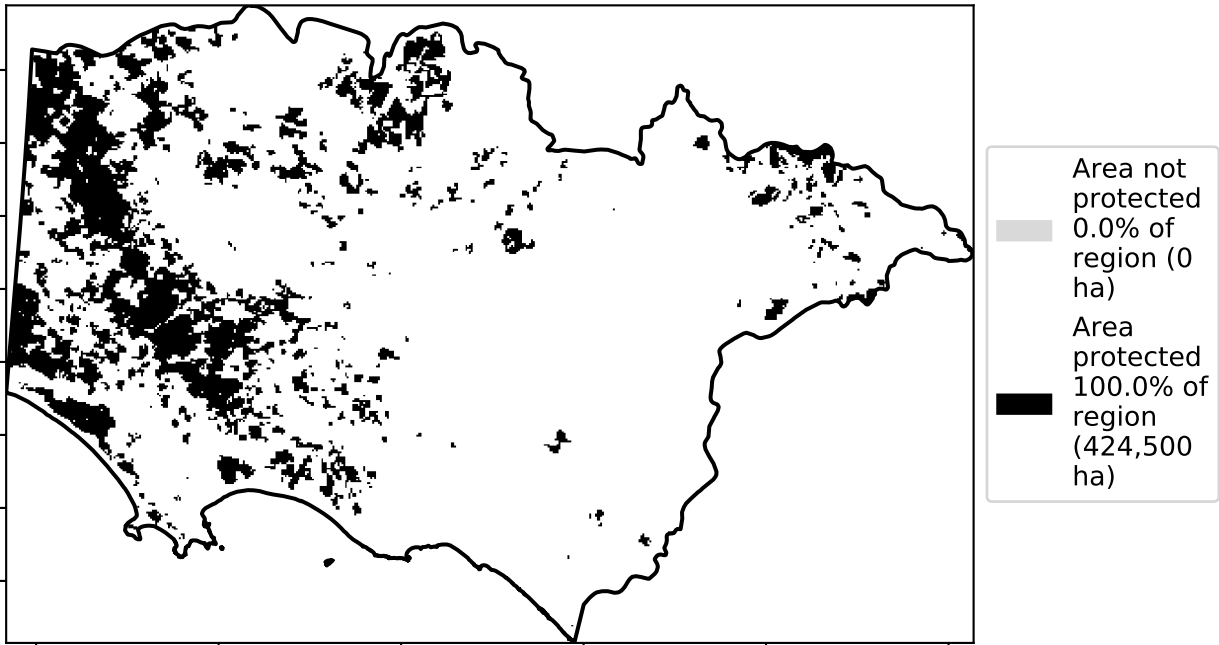 Area not
protected
0.0% of
region (0
ha)
Area
protected
100.0% of
region
(424,500
ha)